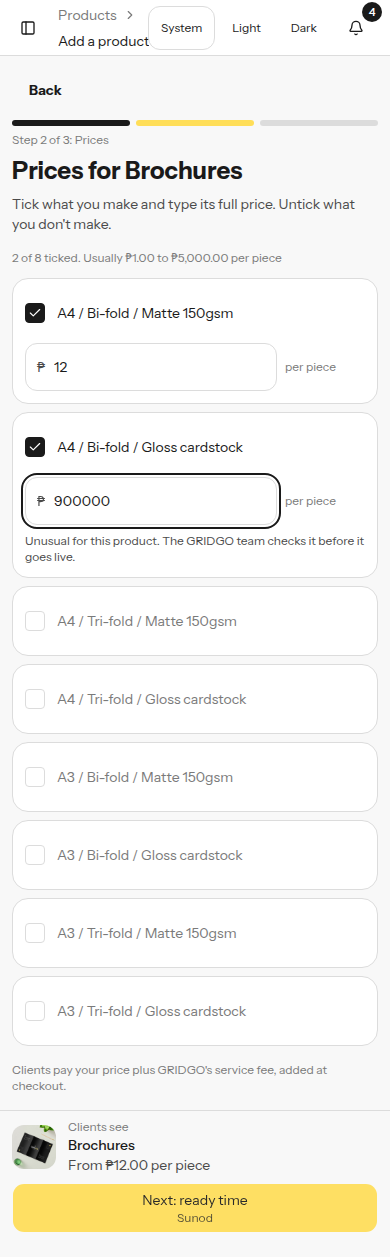 Products
Add a product
System
Light
Dark
4
Back
Step 2 of 3: Prices
Prices for Brochures
Tick what you make and type its full price. Untick what
you don't make.
2 of 8 ticked. Usually ₱1.00 to ₱5,000.00 per piece
A4 / Bi-fold / Matte 150gsm
₱ 12
per piece
A4 / Bi-fold / Gloss cardstock
₱ 900000
per piece
Unusual for this product. The GRIDGO team checks it before it
goes live.
A4 / Tri-fold / Matte 150gsm
A4 / Tri-fold / Gloss cardstock
A3 / Bi-fold / Matte 150gsm
A3 / Bi-fold / Gloss cardstock
A3 / Tri-fold / Matte 150gsm
A3 / Tri-fold / Gloss cardstock
Clients pay your price plus GRIDGO's service fee, added at
checkout.
Clients see
Brochures
From ₱12.00 per piece
Next: ready time
Sunod